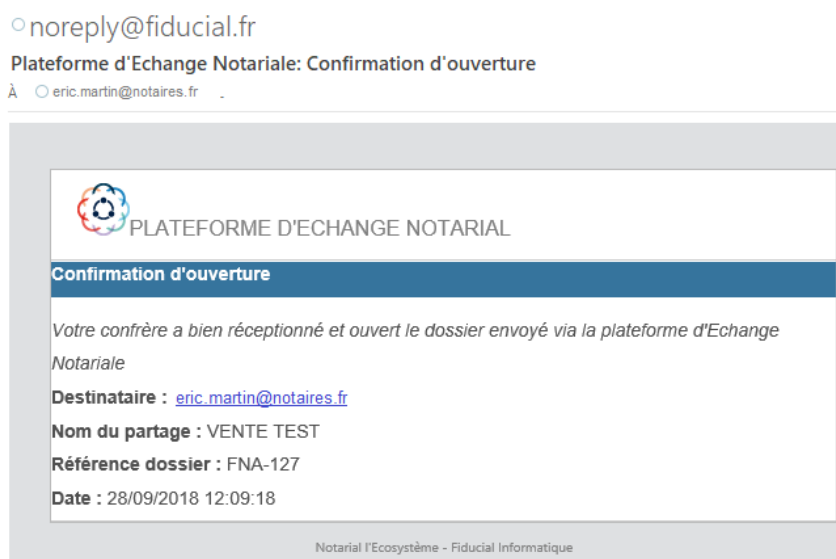 noreply@fiducial.fr
Plateforme d'Echange Notariale: Confirmation d'ouverture
À eric.martin@notaires.fr
PLATEFORME D'ECHANGE NOTARIAL
Confirmation d'ouverture
Votre confrère a bien réceptionné et ouvert le dossier envoyé via la plateforme d'Echange
Notariale
Destinataire : eric.martin@notaires.fr
Nom du partage : VENTE TEST
Référence dossier : FNA-127
Date : 28/09/2018 12:09:18
Notarial l'Ecosystème - Fiducial Informatique